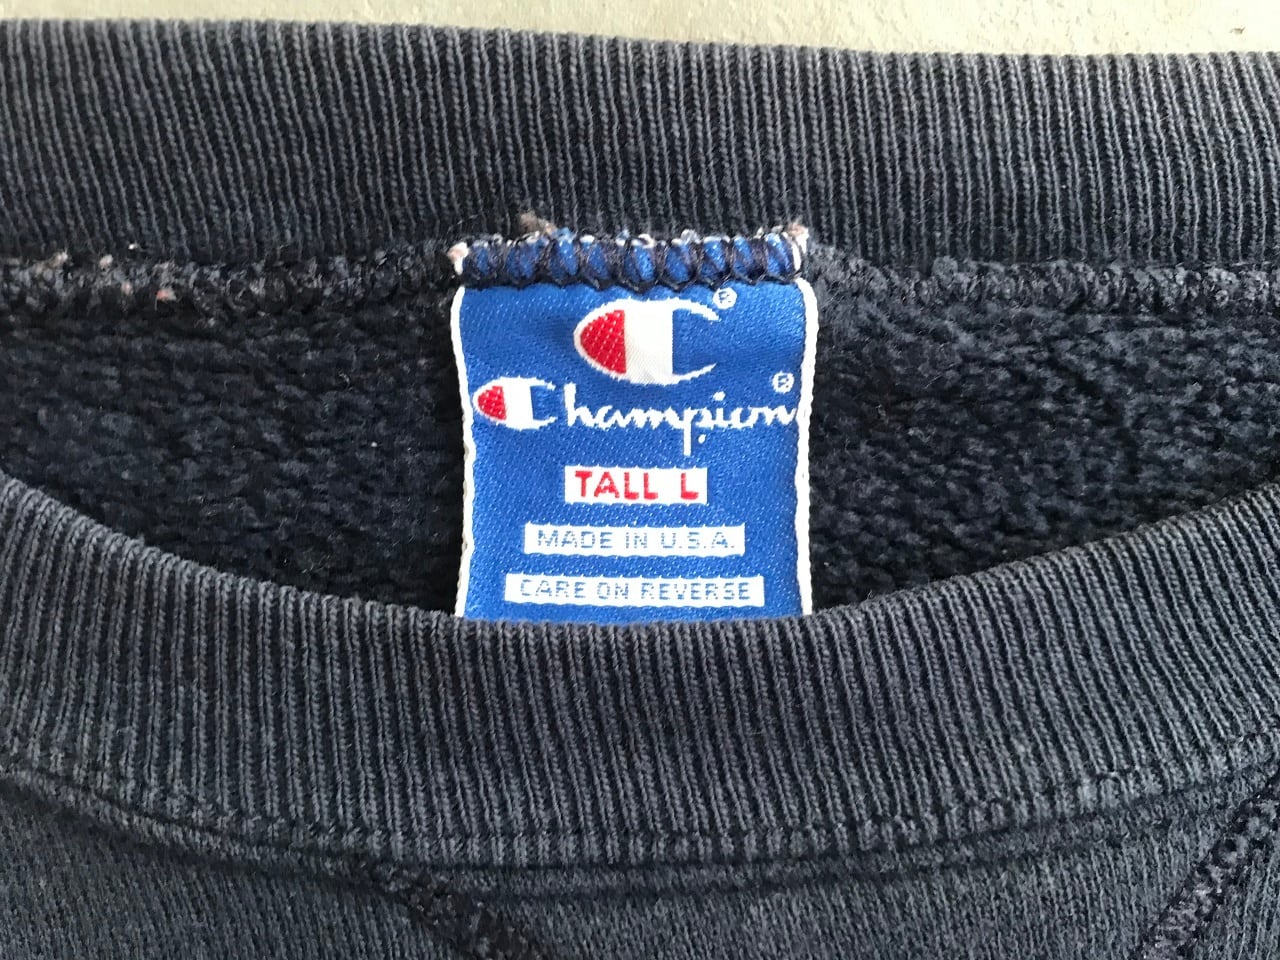 C®
Champion®
TALL L
MADE IN U.S.A.
CARE ON REVERSE